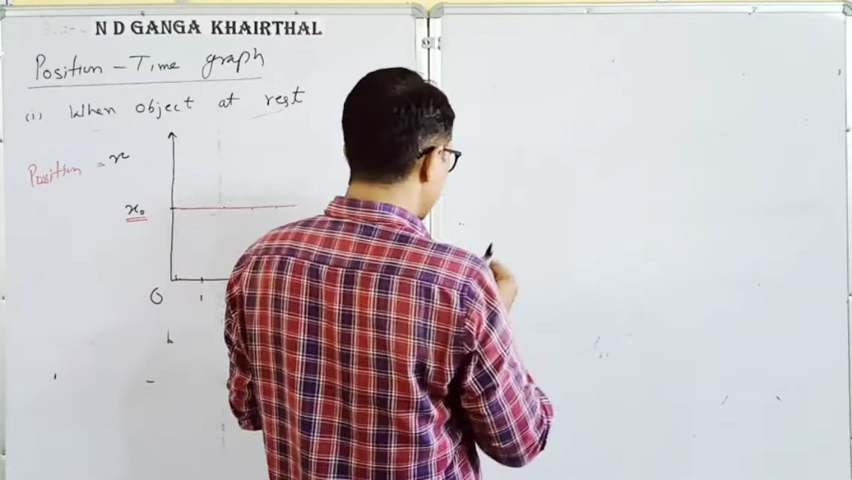 N D GANGA KHAIRTHAL
Position - Time graph
(i) When object at rest
Position = x
x₀
O 1